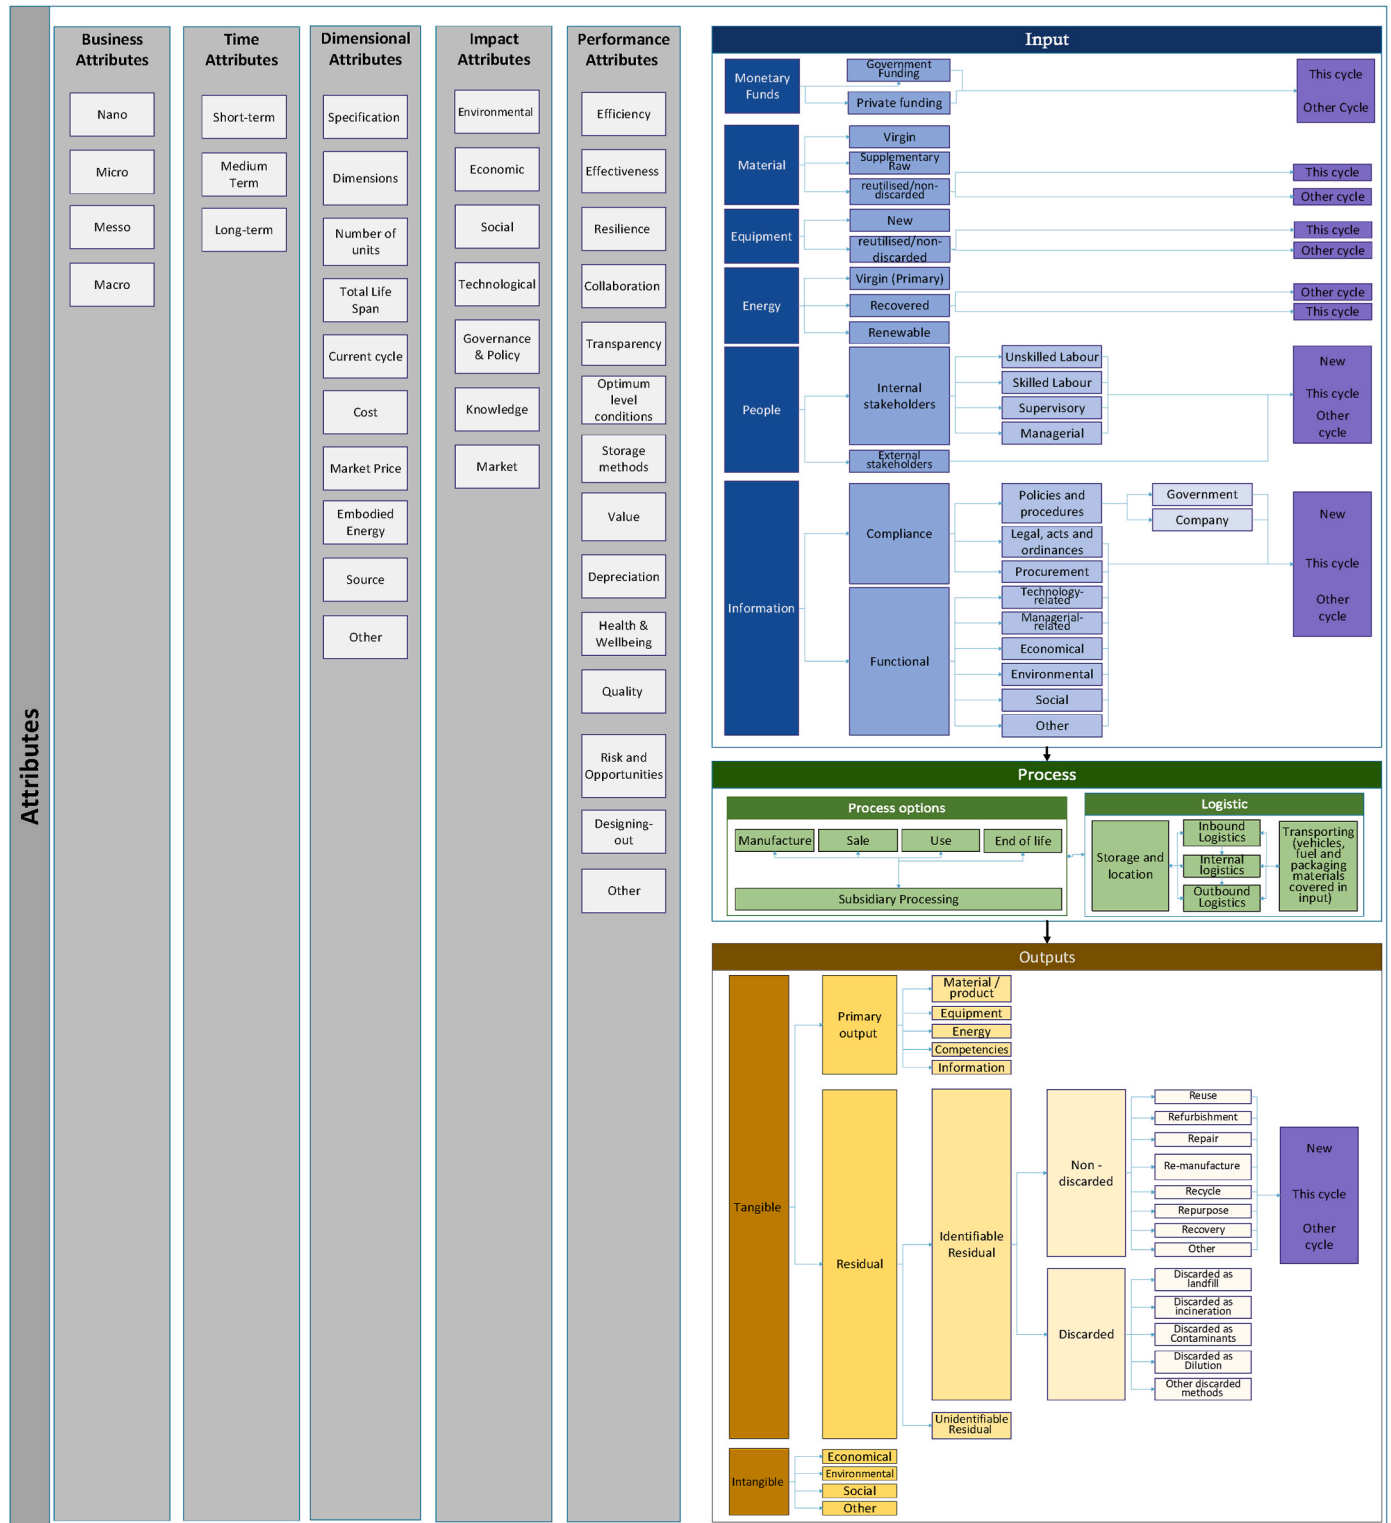 Attributes
Business
Attributes
Nano
Micro
Messo
Macro
Time
Attributes
Short-term
Medium
Term
Long-term
Dimensional
Attributes
Specification
Dimensions
Number of
units
Total Life
Span
Current cycle
Cost
Market Price
Embodied
Energy
Source
Other
Impact
Attributes
Environmental
Economic
Social
Technological
Governance
& Policy
Knowledge
Market
Performance
Attributes
Efficiency
Effectiveness
Resilience
Collaboration
Transparency
Optimum
level
conditions
Storage
methods
Value
Depreciation
Health &
Wellbeing
Quality
Risk and
Opportunities
Designing-
out
Other
Input
Monetary
Funds
Government
Funding
Private funding
This cycle
Other Cycle
Material
Virgin
Supplementary
Raw
reutilised/non-
discarded
This cycle
Other cycle
Equipment
New
reutilised/non-
discarded
This cycle
Other cycle
Energy
Virgin (Primary)
Recovered
Renewable
Other cycle
This cycle
People
Internal
stakeholders
External
stakeholders
Unskilled Labour
Skilled Labour
Supervisory
Managerial
New
This cycle
Other
cycle
Information
Compliance
Functional
Policies and
procedures
Legal, acts and
ordinances
Procurement
Technology-
related
Managerial-
related
Economical
Environmental
Social
Other
Government
Company
New
This cycle
Other
cycle
Process
Process options
Manufacture
Sale
Use
End of life
Subsidiary Processing
Logistic
Storage and
location
Inbound
Logistics
Internal
logistics
Outbound
Logistics
Transporting
(vehicles,
fuel and
packaging
materials
covered in
input)
Outputs
Tangible
Primary
output
Material /
product
Equipment
Energy
Competencies
Information
Residual
Identifiable
Residual
Unidentifiable
Residual
Non -
discarded
Reuse
Refurbishment
Repair
Re-manufacture
Recycle
Repurpose
Recovery
Other
New
This cycle
Other
cycle
Discarded
Discarded as
landfill
Discarded as
incineration
Discarded as
Contaminants
Discarded as
Dilution
Other discarded
methods
Intangible
Economical
Environmental
Social
Other